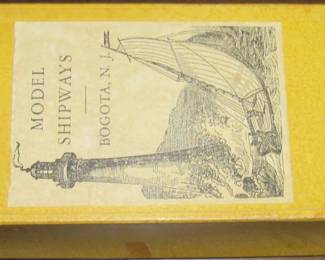 MODEL
SHIPWAYS
BOGOTA, N. J.